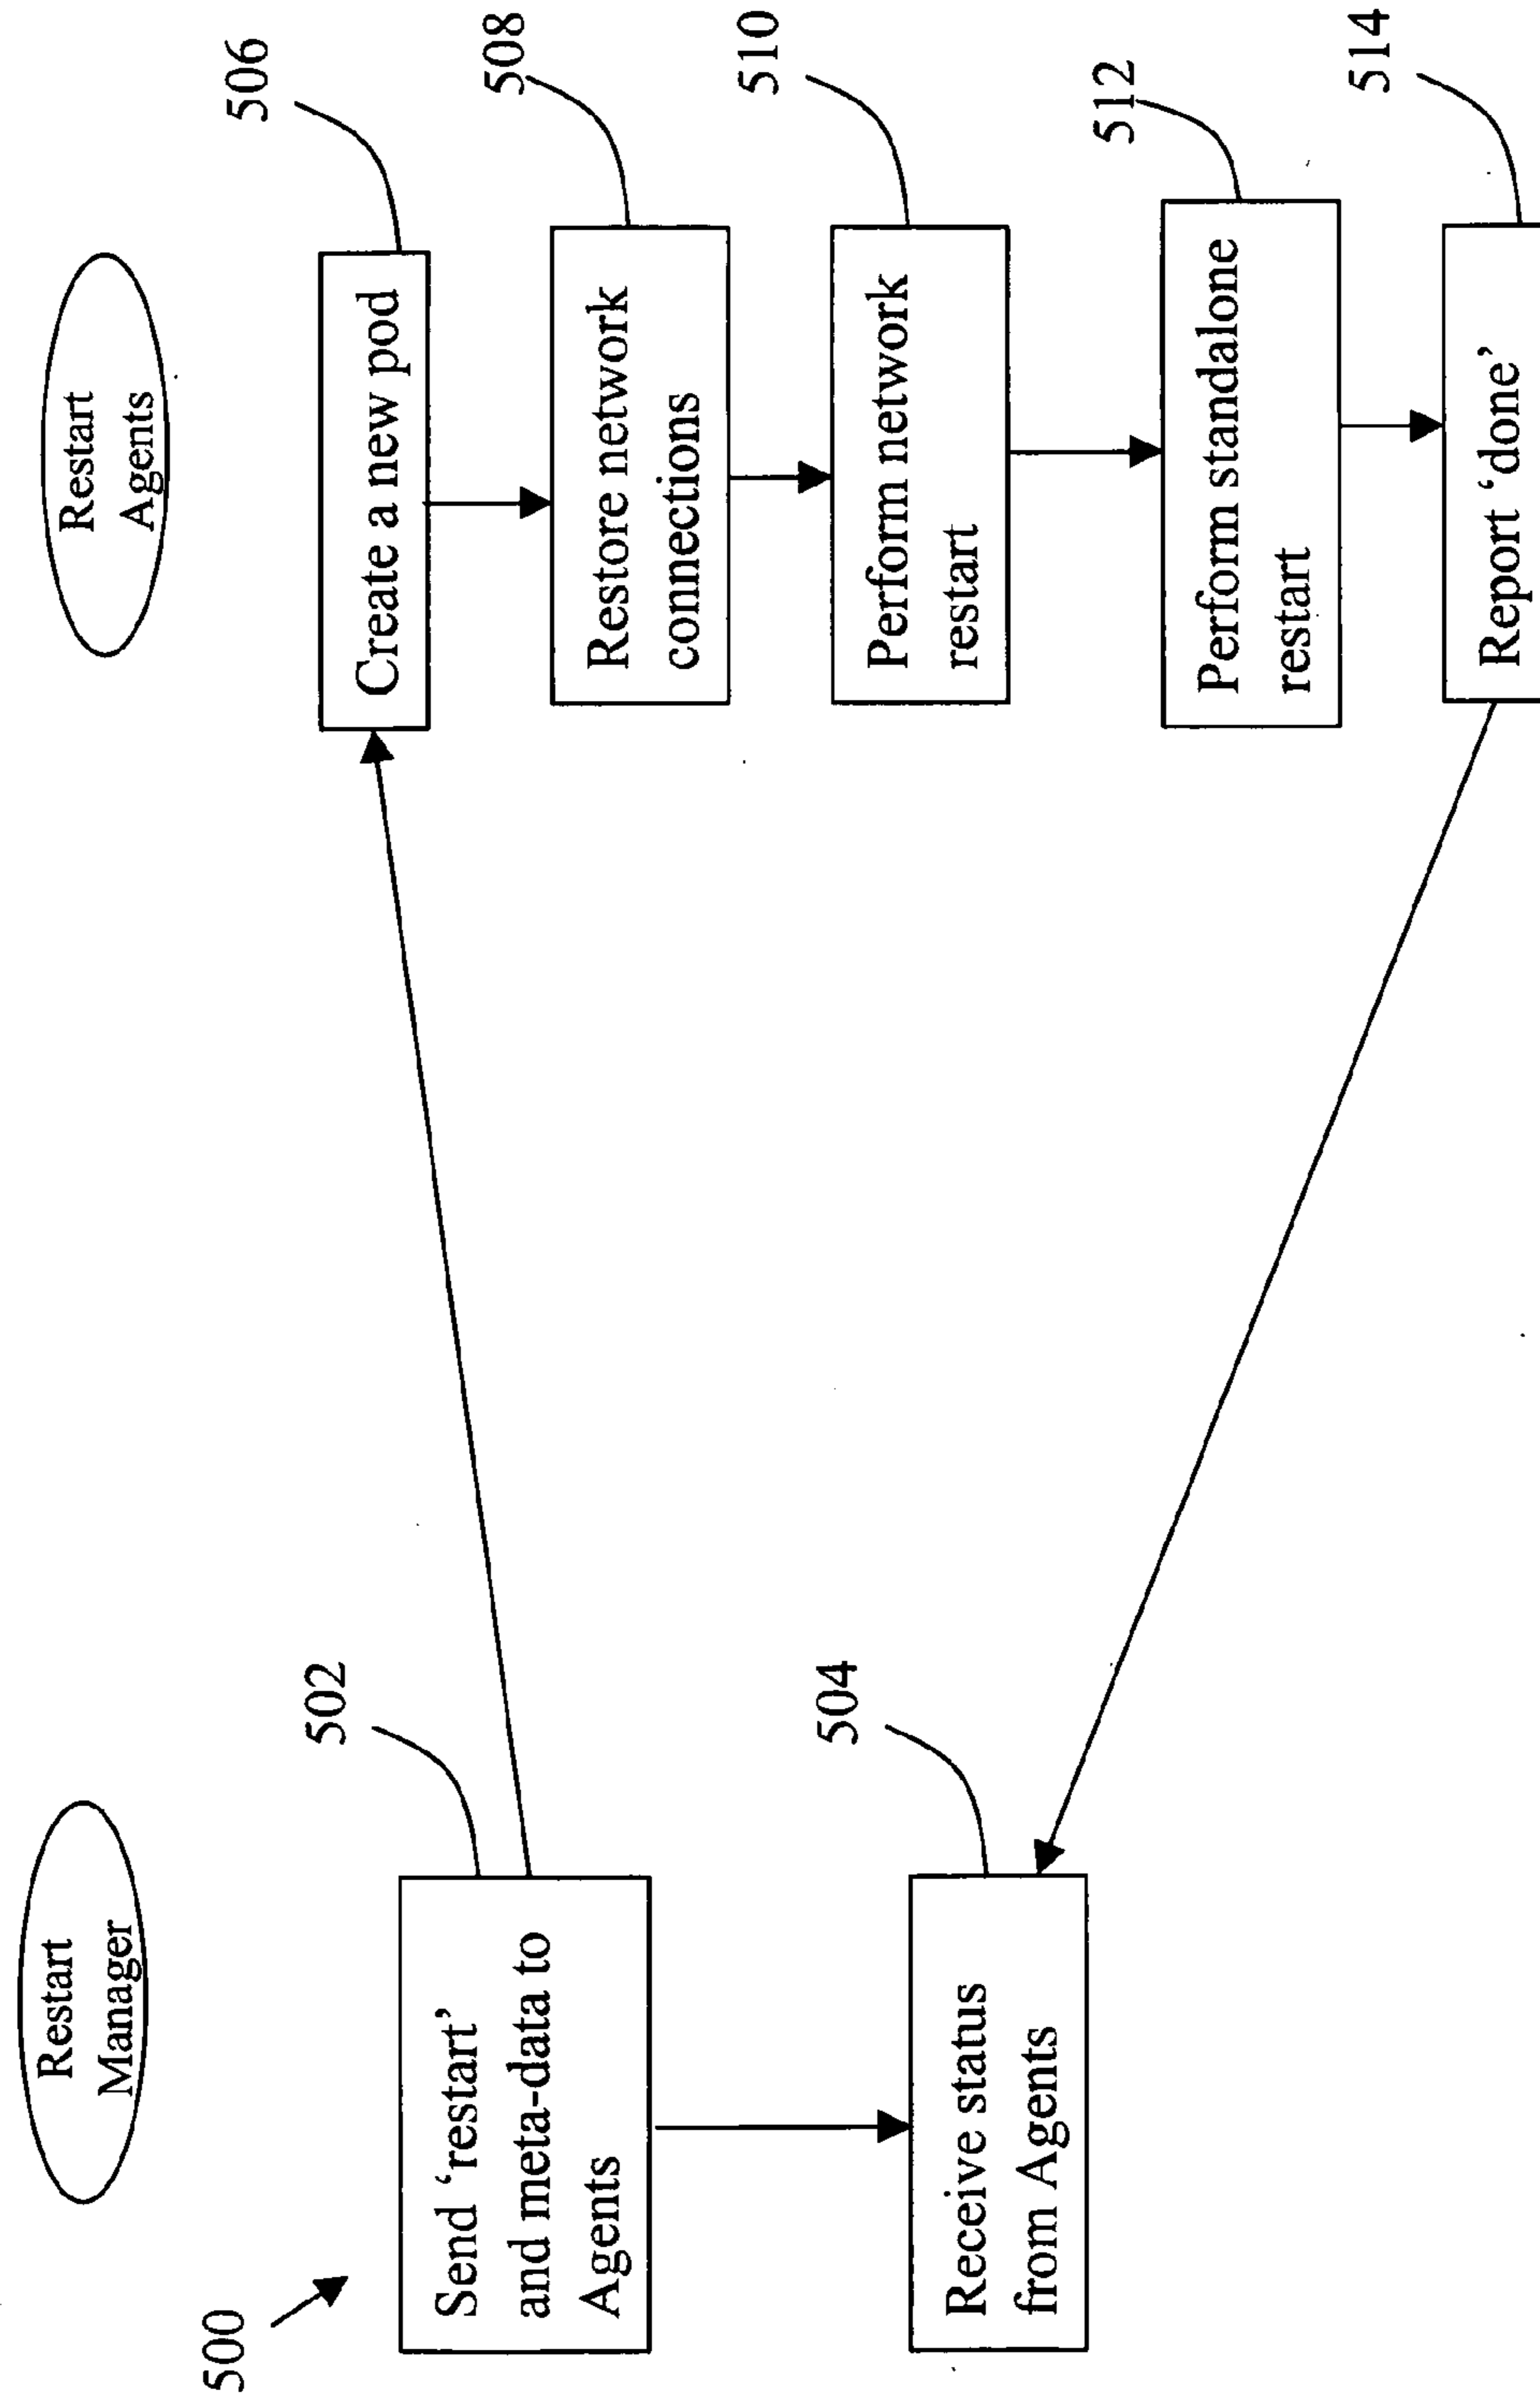 500
Restart
Manager
502
Send ‘restart’
and meta-data to
Agents
504
Receive status
from Agents
Restart
Agents
506
Create a new pod
508
Restore network
connections
510
Perform network
restart
512
Perform standalone
restart
514
Report ‘done’